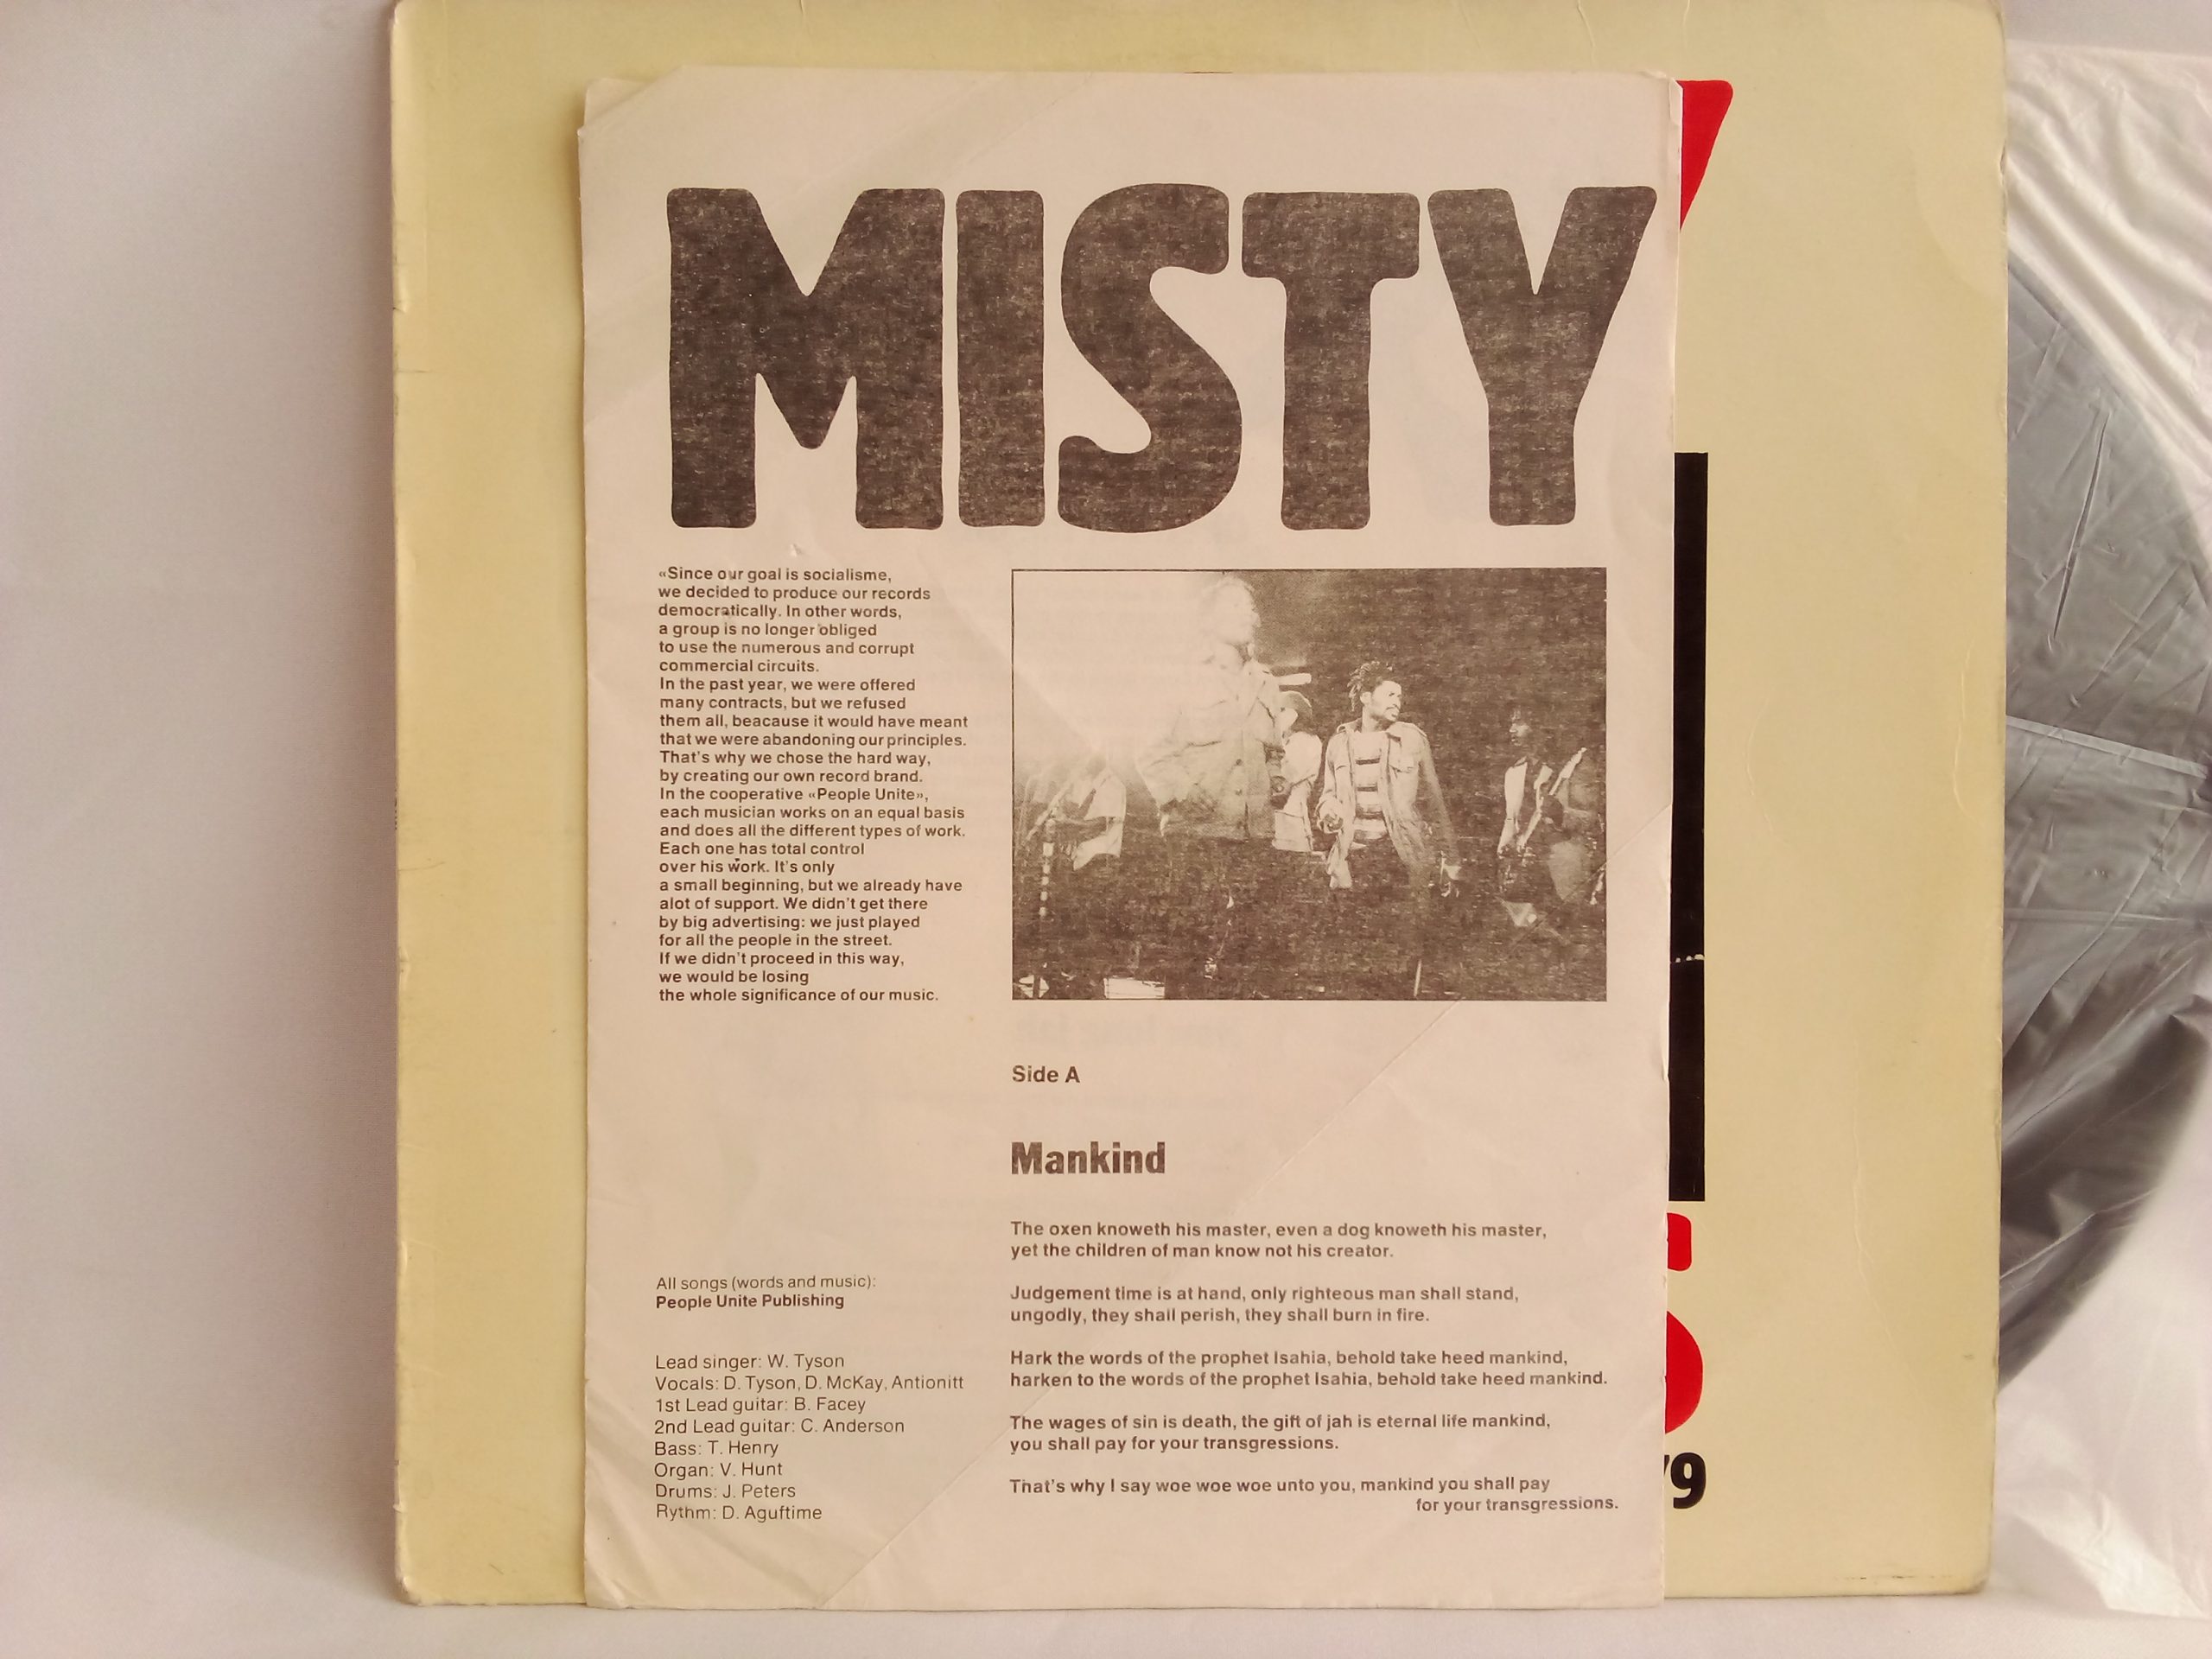 MISTY
«Since our goal is socialisme,
we decided to produce our records
democratically. In other words,
a group is no longer obliged
to use the numerous and corrupt
commercial circuits.
In the past year, we were offered
many contracts, but we refused
them all, beacause it would have meant
that we were abandoning our principles.
That's why we chose the hard way,
by creating our own record brand.
In the cooperative «People Unite»,
each musician works on an equal basis
and does all the different types of work.
Each one has total control
over his work. It's only
a small beginning, but we already have
alot of support. We didn't get there
by big advertising: we just played
for all the people in the street.
If we didn't proceed in this way,
we would be losing
the whole significance of our music.
All songs (words and music):
People Unite Publishing
Lead singer: W. Tyson
Vocals: D. Tyson, D. McKay, Antionitt
1st Lead guitar: B. Facey
2nd Lead guitar: C. Anderson
Bass: T. Henry
Organ: V. Hunt
Drums: J. Peters
Rythm: D. Aguftime
Side A
Mankind
The oxen knoweth his master, even a dog knoweth his master,
yet the children of man know not his creator.
Judgement time is at hand, only righteous man shall stand,
ungodly, they shall perish, they shall burn in fire.
Hark the words of the prophet Isahia, behold take heed mankind,
harken to the words of the prophet Isahia, behold take heed mankind.
The wages of sin is death, the gift of jah is eternal life mankind,
you shall pay for your transgressions.
That's why I say woe woe woe unto you, mankind you shall pay
for your transgressions.
9